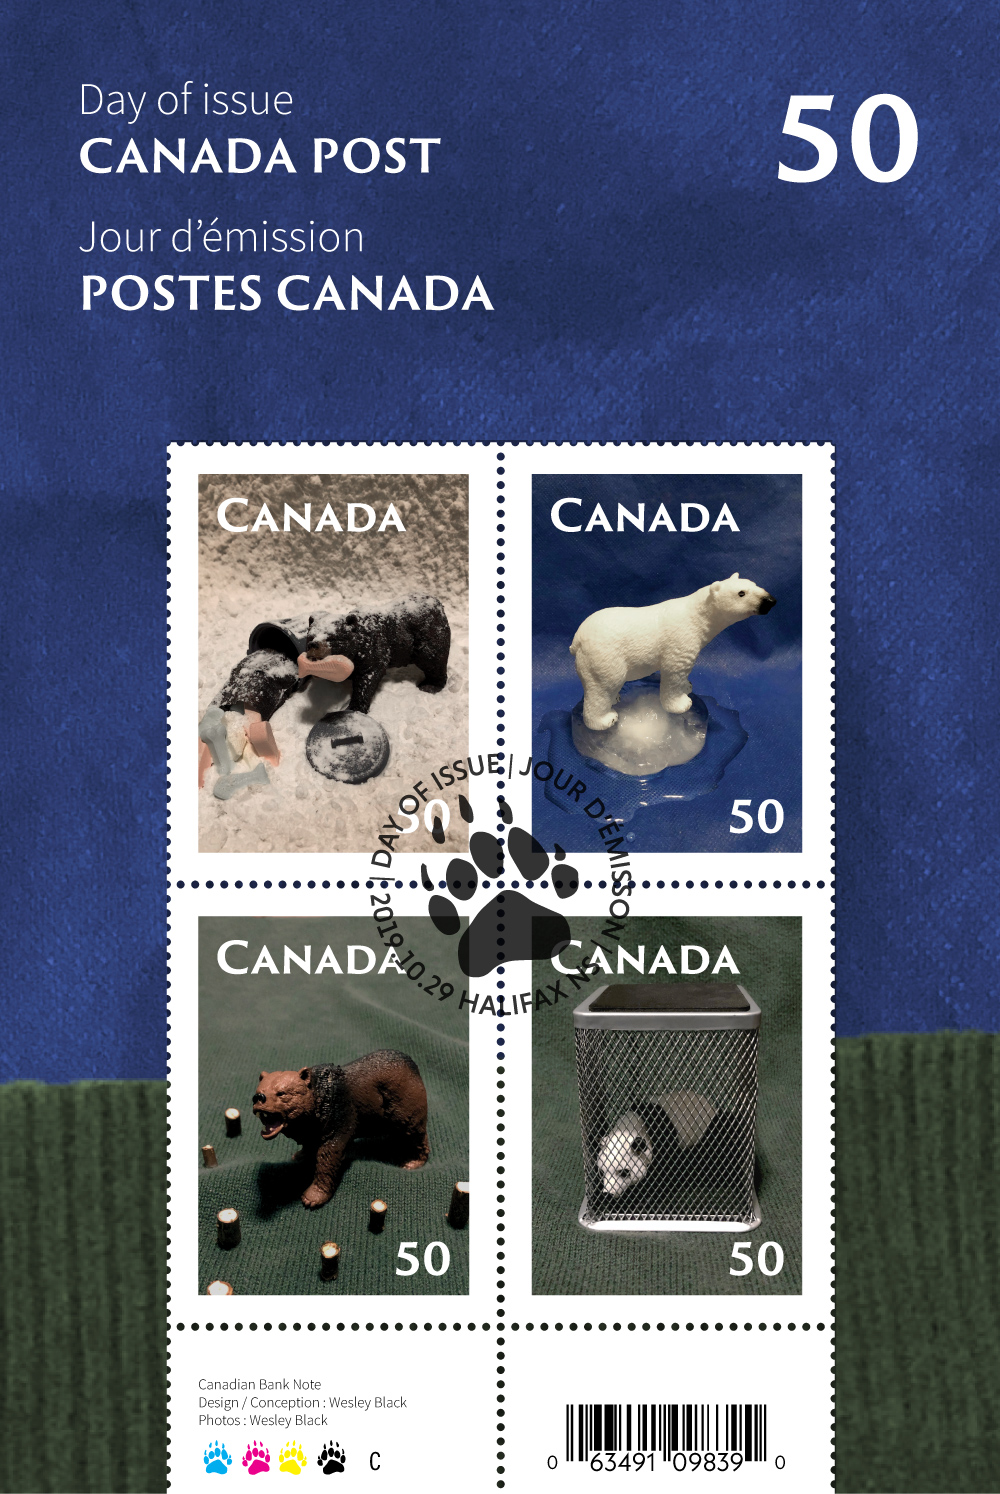 Day of issue
CANADA POST
50
Jour d'émission
POSTES CANADA
CANADA
50
CANADA
50
DAY OF ISSUE | JOUR D'ÉMISSON | HALIFAX NS | 2019.10.29 |
CANADA
50
CANADA
50
Canadian Bank Note
Design / Conception : Wesley Black
Photos : Wesley Black
C
0 63491 09839 0